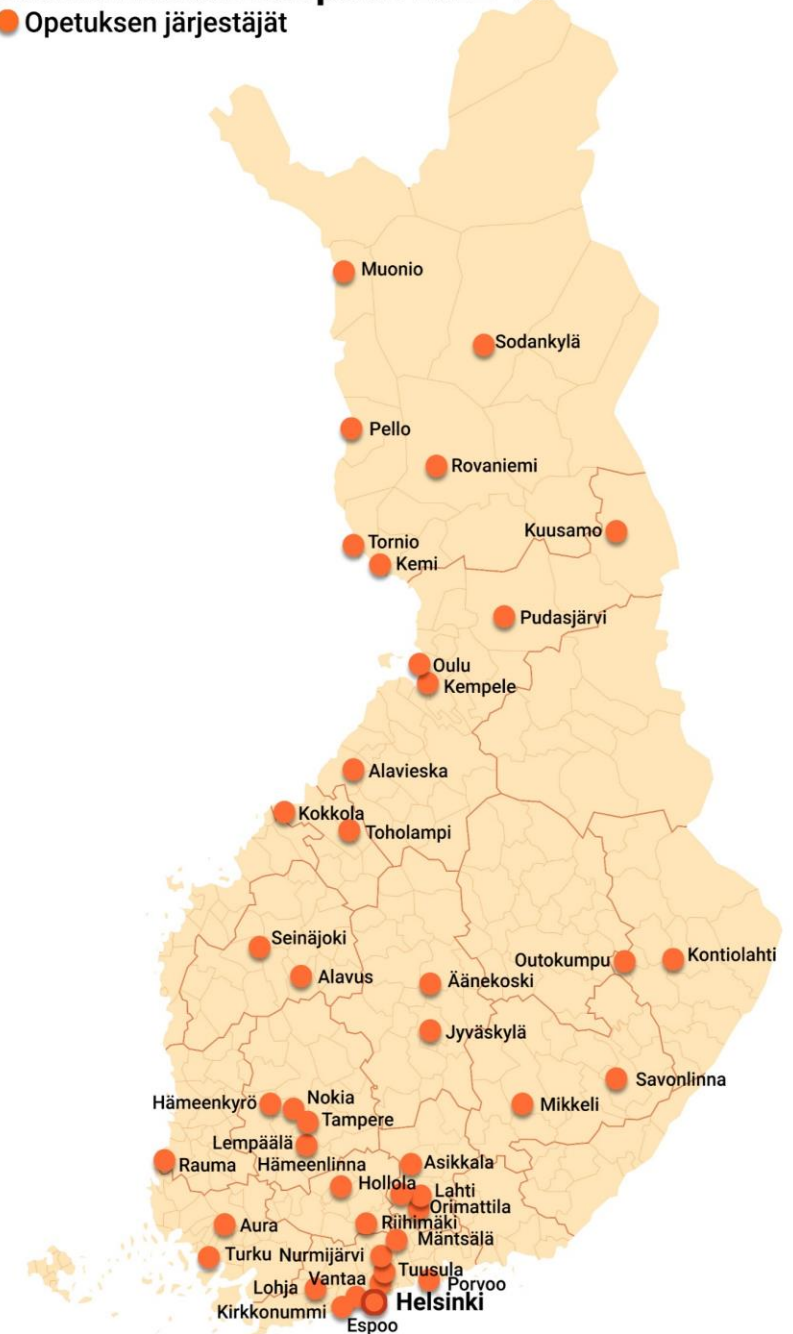 Opetuksen järjestäjät
Muonio
Sodankylä
Pello
Rovaniemi
Kuusamo
Tornio
Kemi
Pudasjärvi
Oulu
Kempele
Alavieska
Kokkola
Toholampi
Seinäjoki
Alavus
Outokumpu
Kontiolahti
Äänekoski
Jyväskylä
Savonlinna
Mikkeli
Hämeenkyrö
Nokia
Tampere
Lempäälä
Rauma
Hämeenlinna
Asikkala
Hollola
Lahti
Orimattila
Aura
Riihimäki
Mäntsälä
Turku
Nurmijärvi
Tuusula
Lohja
Vantaa
Porvoo
Kirkkonummi
Helsinki
Espoo